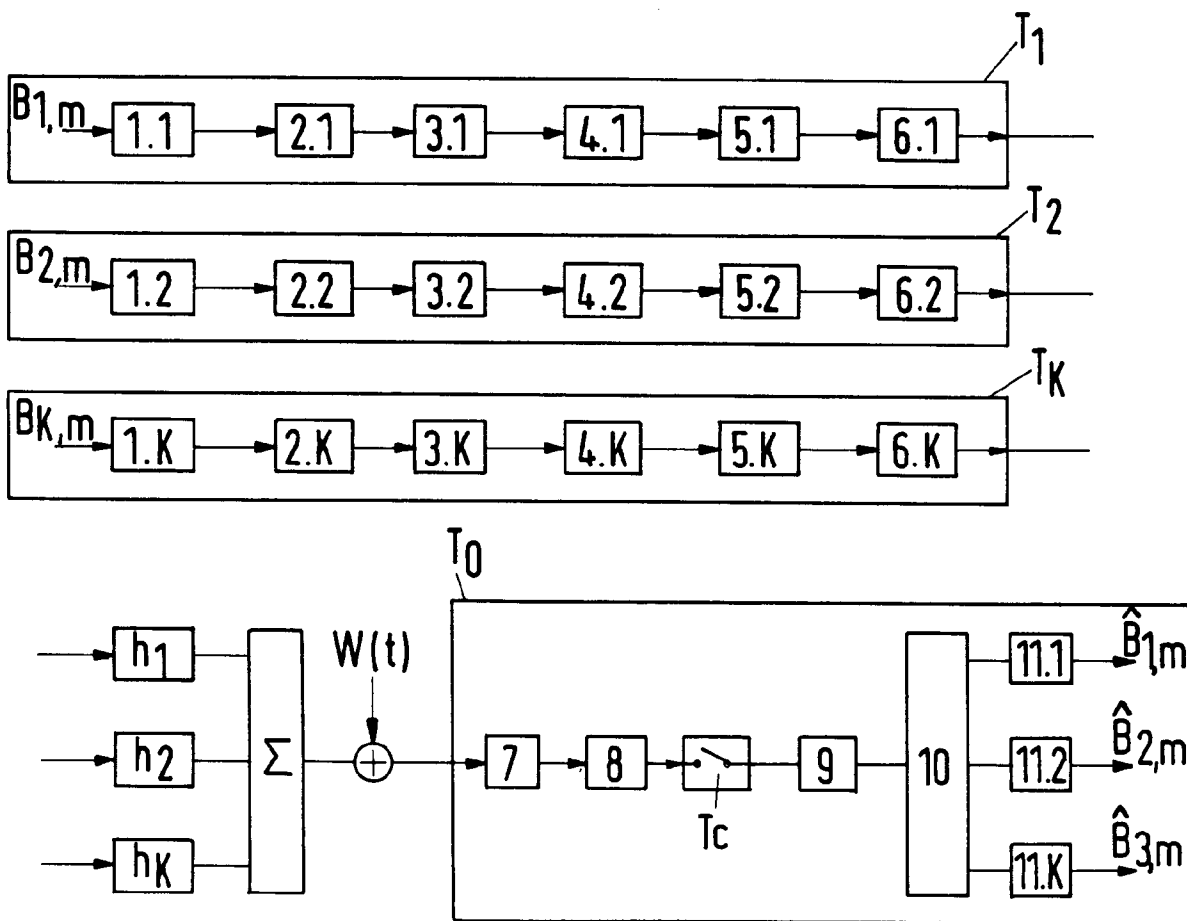 T1
B1,m 1.1 2.1 3.1 4.1 5.1 6.1
T2
B2,m 1.2 2.2 3.2 4.2 5.2 6.2
TK
BK,m 1.K 2.K 3.K 4.K 5.K 6.K
T0
h1 Σ W(t) 11.1 B̂1,m
h2 + 7 8 9 10 11.2 B̂2,m
Tc
hK 11.K B̂3,m